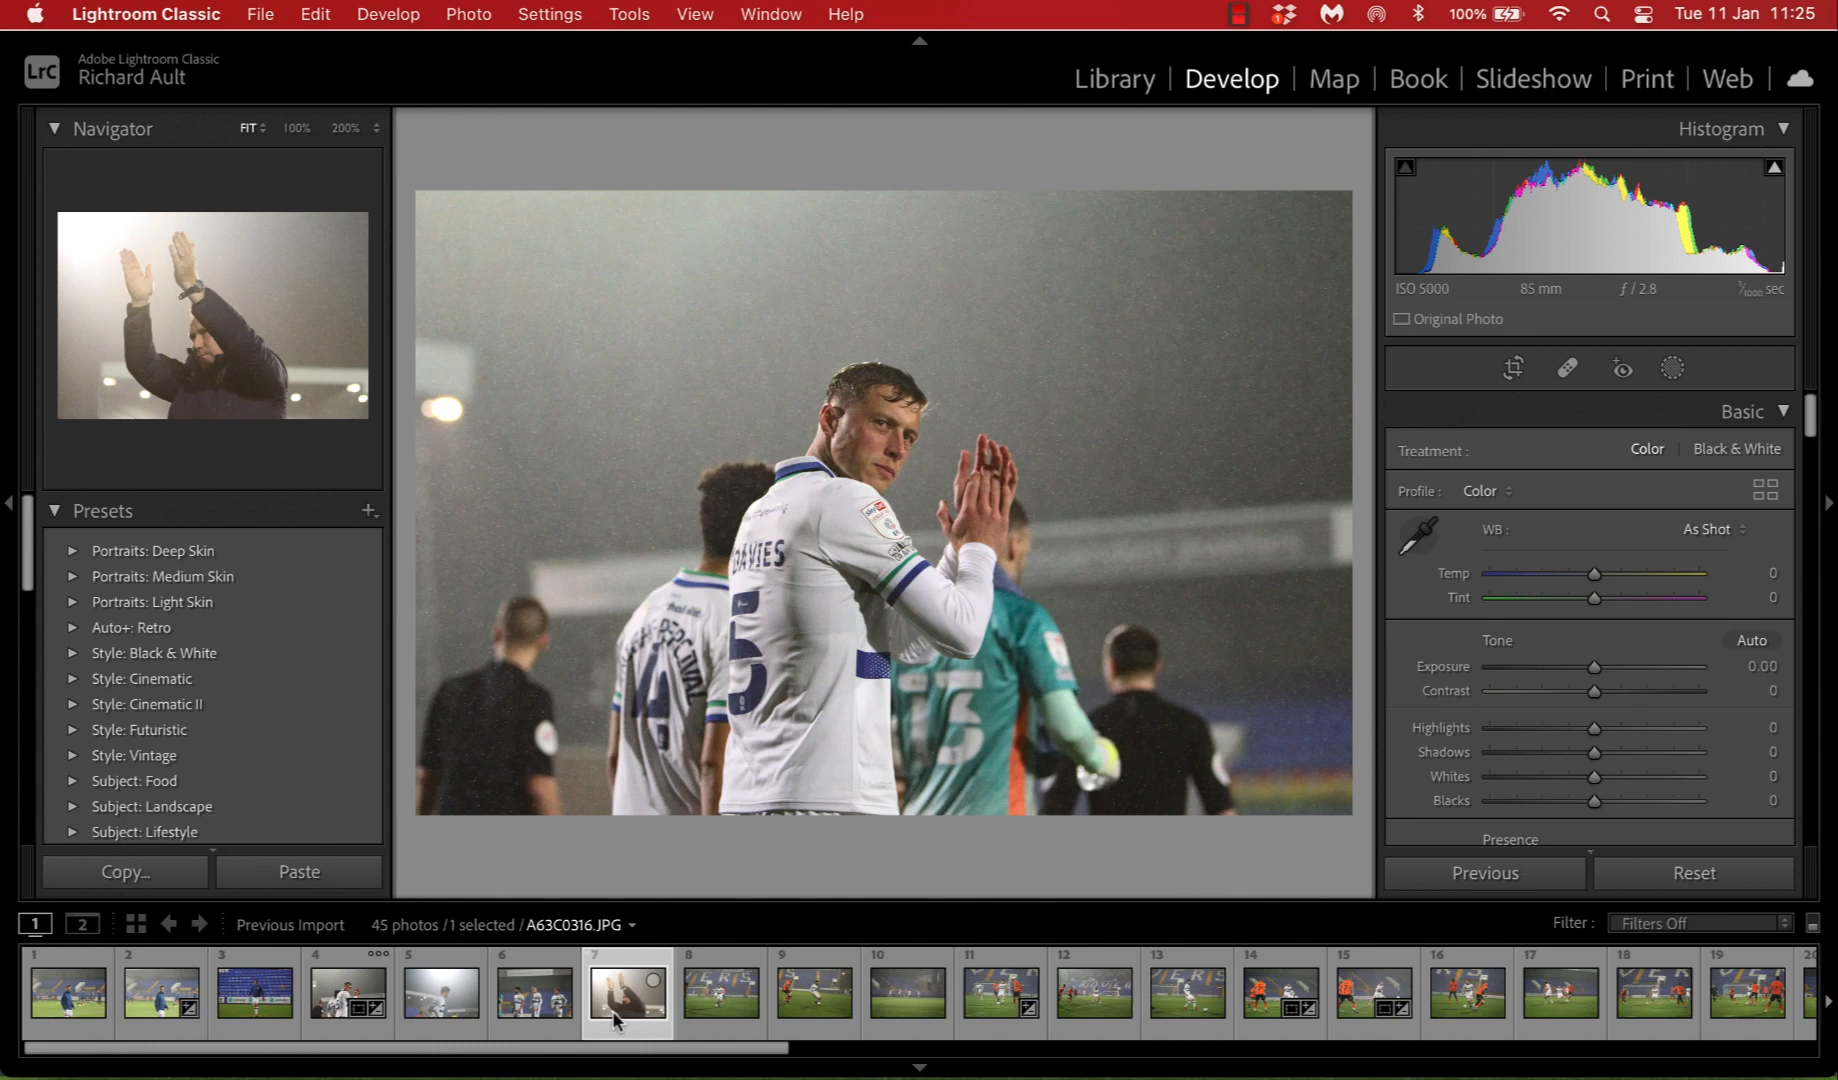 Lightroom Classic File Edit Develop Photo Settings Tools View Window Help 1 100% Tue 11 Jan 11:25
LrC Adobe Lightroom Classic
Richard Ault
Library | Develop | Map | Book | Slideshow | Print | Web
Navigator FIT 100% 200%
Presets
Portraits: Deep Skin
Portraits: Medium Skin
Portraits: Light Skin
Auto+: Retro
Style: Black & White
Style: Cinematic
Style: Cinematic II
Style: Futuristic
Style: Vintage
Subject: Food
Subject: Landscape
Subject: Lifestyle
Copy... Paste
sky
DAVIES
5
4
13
Histogram
ISO 5000 85 mm ƒ / 2.8 1/1000 sec
Original Photo
Basic
Treatment : Color | Black & White
Profile : Color
WB : As Shot
Temp 0
Tint 0
Tone Auto
Exposure 0.00
Contrast 0
Highlights 0
Shadows 0
Whites 0
Blacks 0
Presence
Previous Reset
1 2 Previous Import 45 photos / 1 selected / A63C0316.JPG Filter : Filters Off
1 2 3 4 5 6 7 8 9 10 11 12 13 14 15 16 17 18 19 20